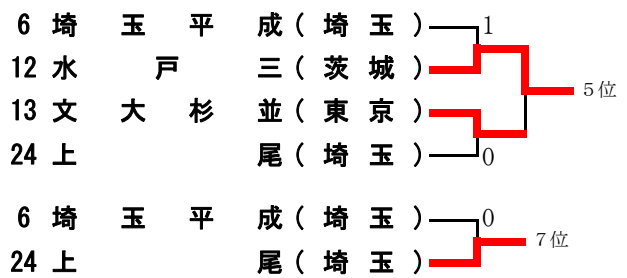 6 埼玉平成(埼玉) 1
12 水戸三(茨城)
5位
13 文大杉並(東京)
24 上尾(埼玉) 0
6 埼玉平成(埼玉) 0
7位
24 上尾(埼玉)